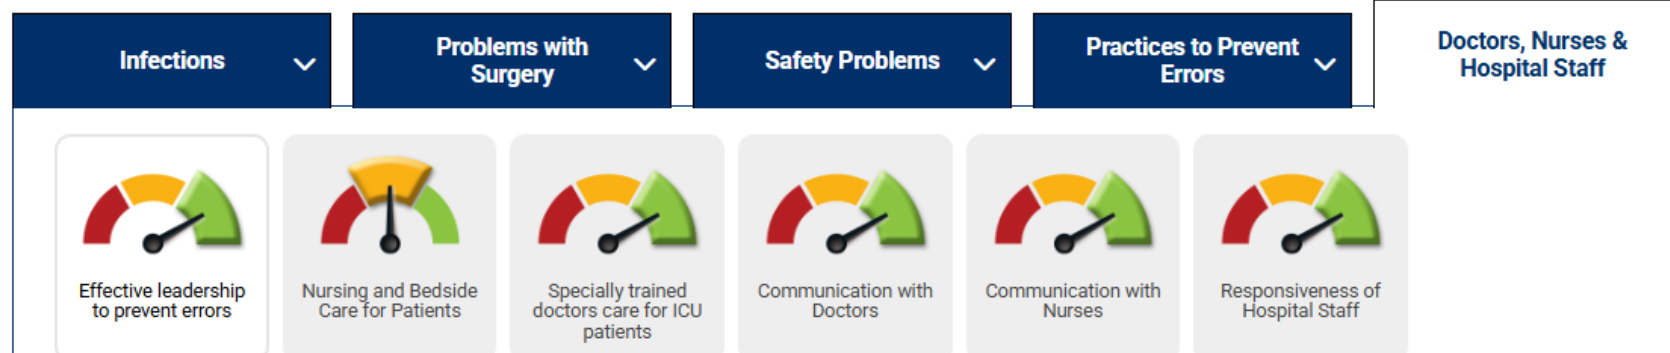 Infections
Problems with
Surgery
Safety Problems
Practices to Prevent
Errors
Doctors, Nurses &
Hospital Staff
Effective leadership
to prevent errors
Nursing and Bedside
Care for Patients
Specially trained
doctors care for ICU
patients
Communication with
Doctors
Communication with
Nurses
Responsiveness of
Hospital Staff